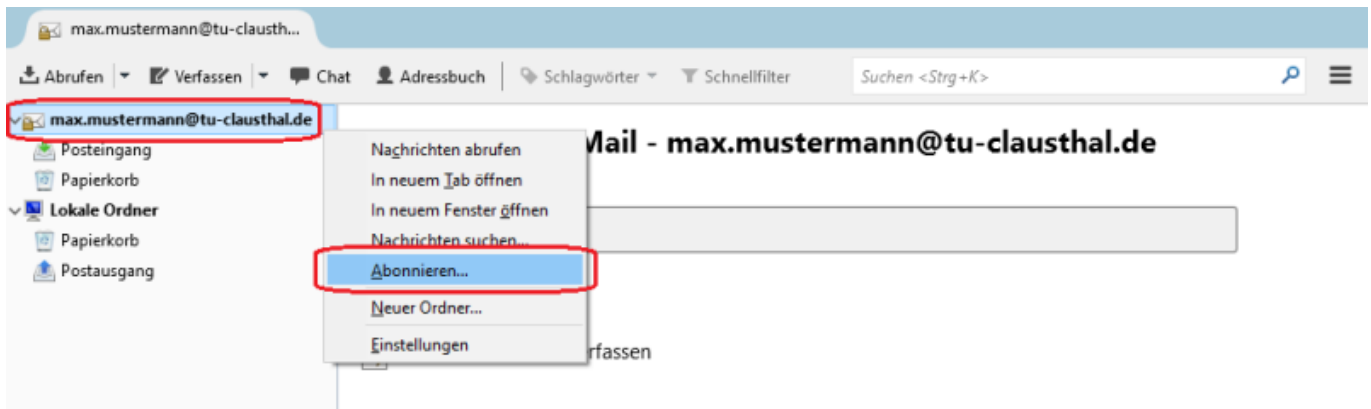 max.mustermann@tu-clausth...
Abrufen Verfassen Chat Adressbuch Schlagwörter Schnellfilter Suchen <Strg+K>
max.mustermann@tu-clausthal.de
Posteingang
Papierkorb
Lokale Ordner
Papierkorb
Postausgang
Nachrichten abrufen
In neuem Tab öffnen
In neuem Fenster öffnen
Nachrichten suchen...
Abonnieren...
Neuer Ordner...
Einstellungen
Mail - max.mustermann@tu-clausthal.de
rfassen